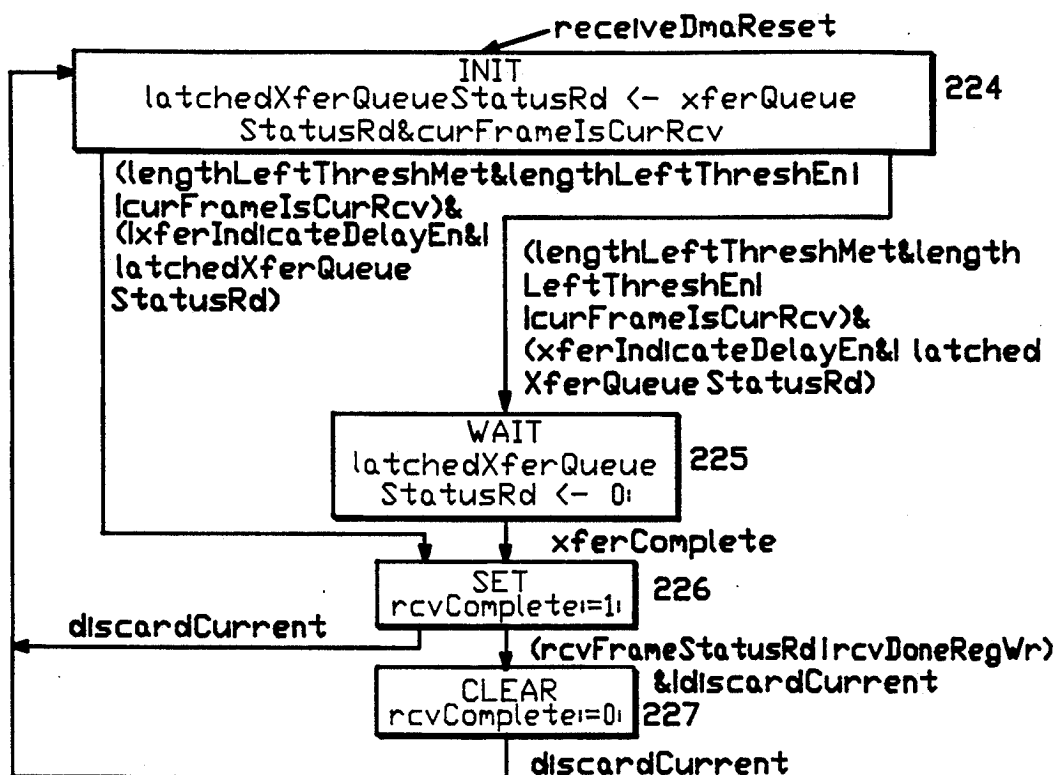 receiveDmaReset
INIT
latchedXferQueueStatusRd <- xferQueue
StatusRd&curFrameIsCurRcv
224
(lengthLeftThreshMet&lengthLeftThreshEn|
!curFrameIsCurRcv)&
(!xferIndicateDelayEn&!
latchedXferQueue
StatusRd)
(lengthLeftThreshMet&length
LeftThreshEn|
!curFrameIsCurRcv)&
(xferIndicateDelayEn&! latched
XferQueue StatusRd)
WAIT
latchedXferQueue
StatusRd <- 0;
225
xferComplete
SET
rcvComplete:=1;
226
discardCurrent
(rcvFrameStatusRd|rcvDoneRegWr)
&!discardCurrent
CLEAR
rcvComplete:=0;
227
discardCurrent